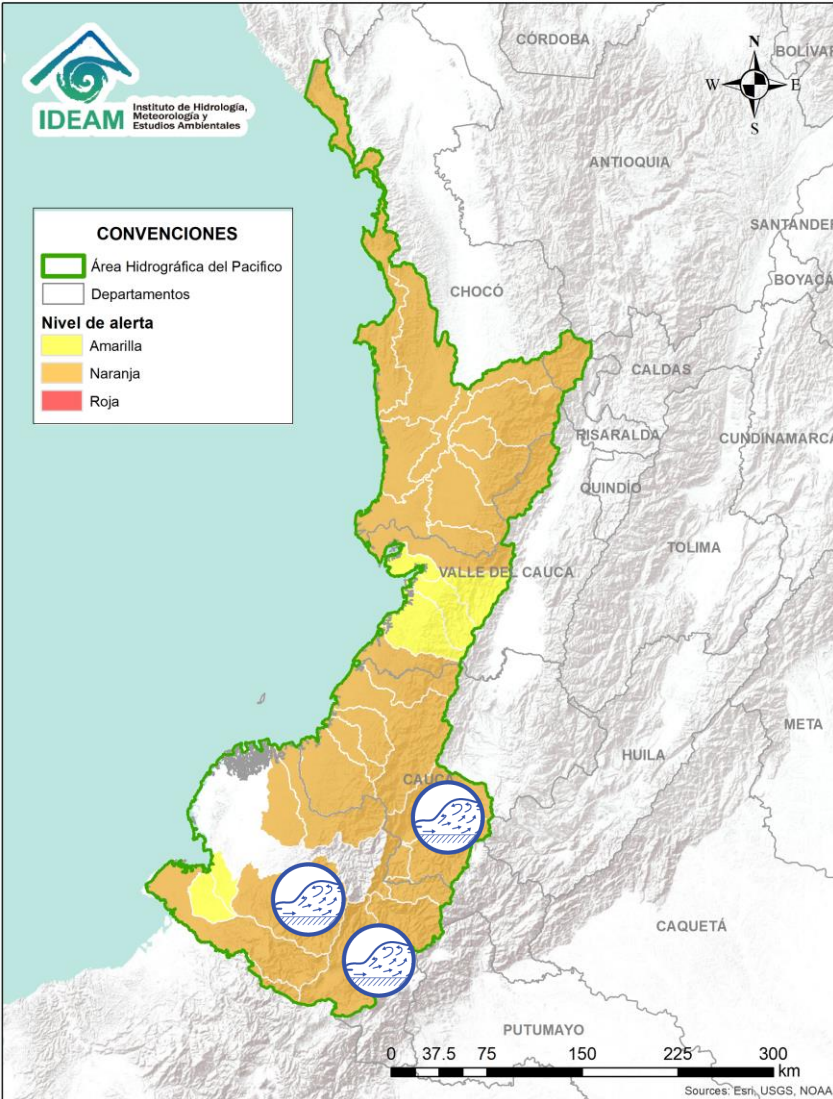 IDEAM
Instituto de Hidrología,
Meteorología y
Estudios Ambientales
N
W
E
S
CÓRDOBA
BOLÍVAR
ANTIOQUIA
SANTANDER
BOYACÁ
CHOCÓ
CALDAS
RISARALDA
CUNDINAMARCA
QUINDÍO
TOLIMA
VALLE DEL CAUCA
META
HUILA
CAUCA
CAQUETÁ
PUTUMAYO
CONVENCIONES
Área Hidrográfica del Pacifico
Departamentos
Nivel de alerta
Amarilla
Naranja
Roja
0 37.5 75 150 225 300
km
Sources: Esri, USGS, NOAA